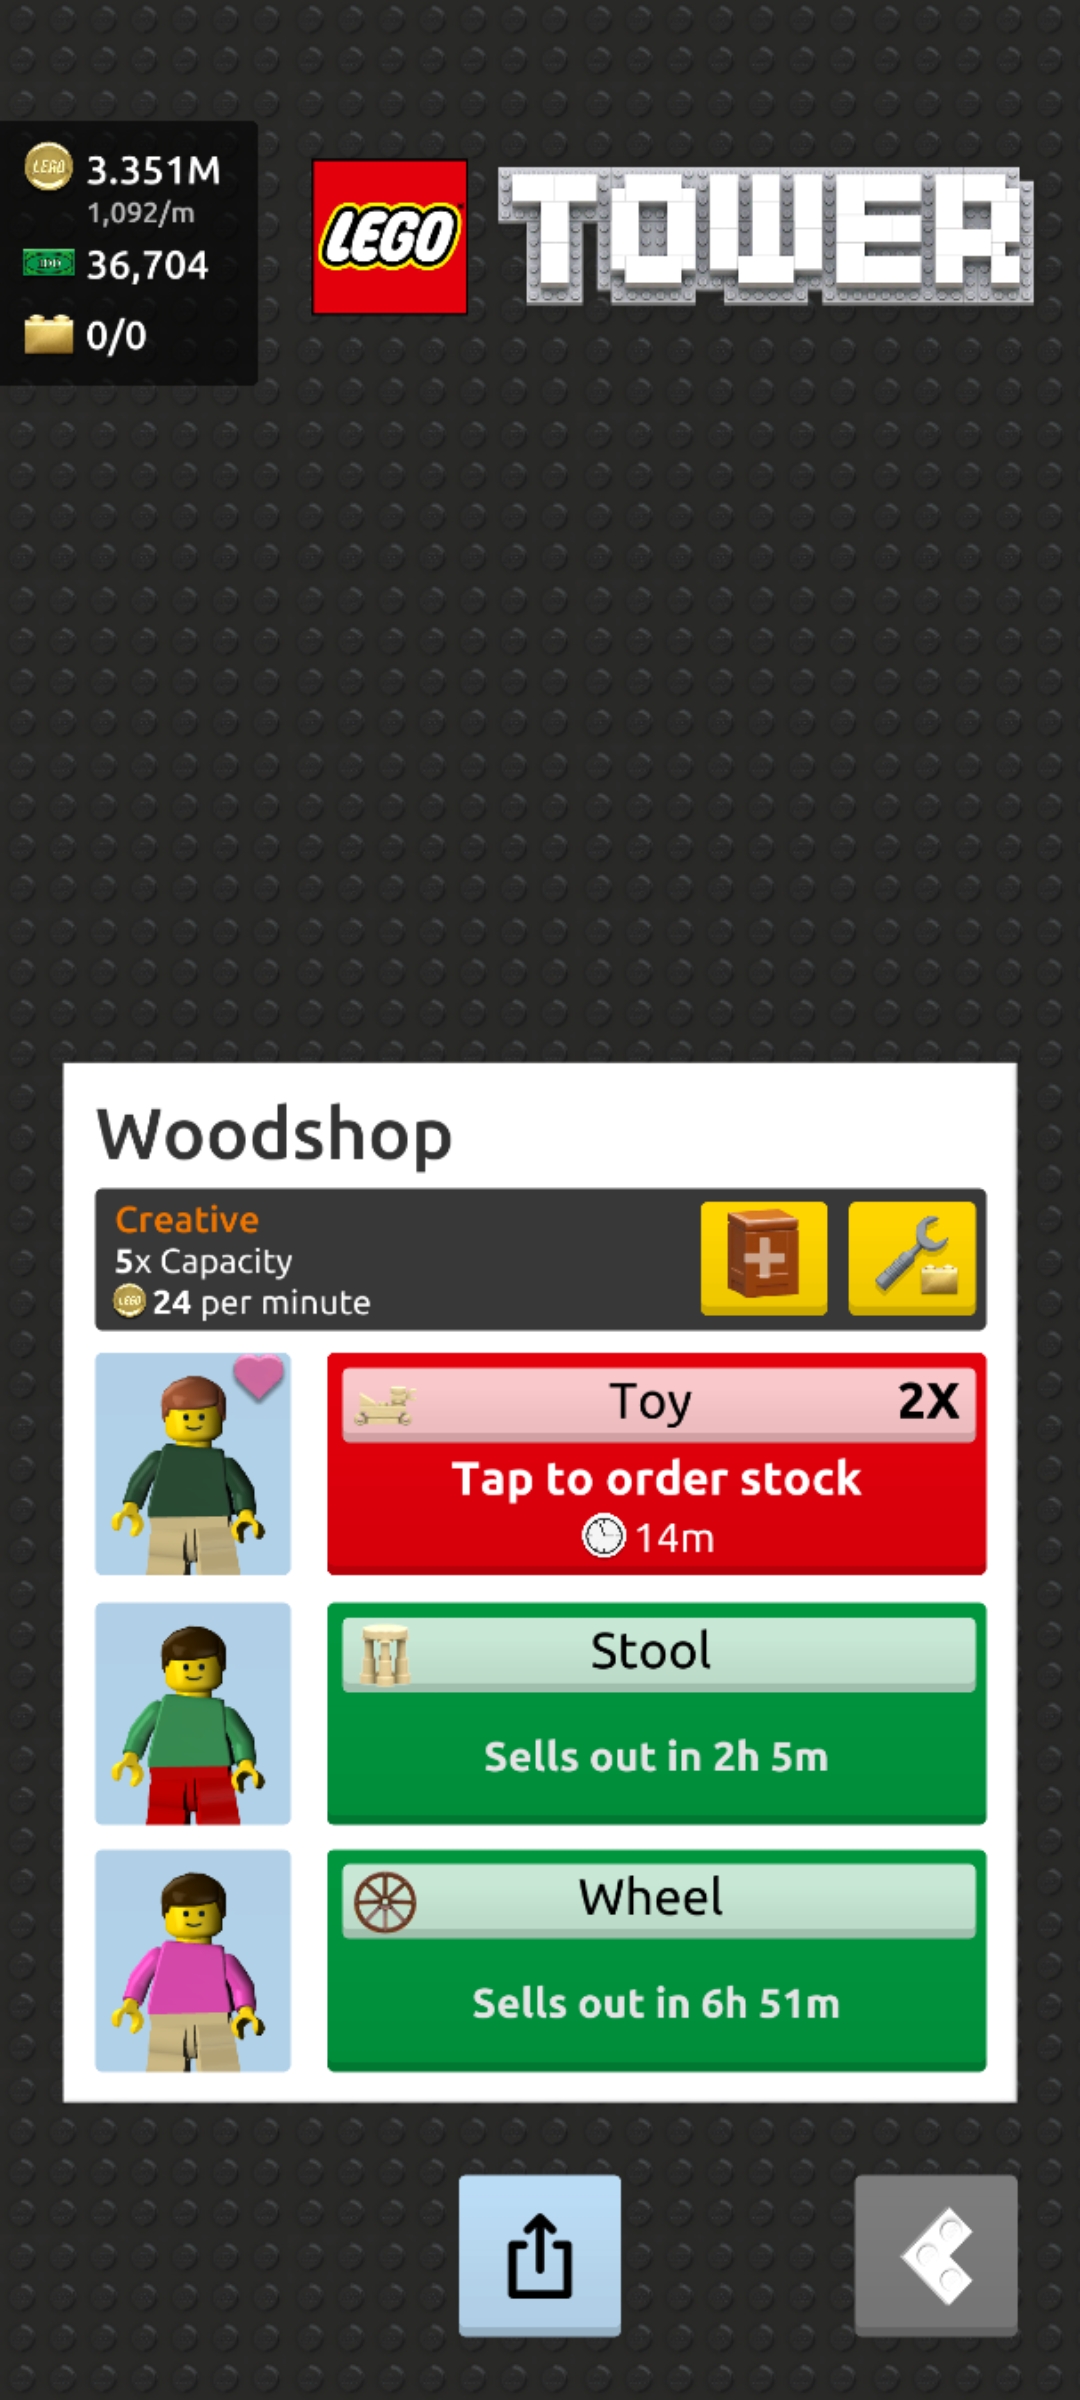 3.351M
1,092/m
36,704
0/0
LEGO TOWER
Woodshop
Creative
5x Capacity
24 per minute
Toy 2X
Tap to order stock
14m
Stool
Sells out in 2h 5m
Wheel
Sells out in 6h 51m